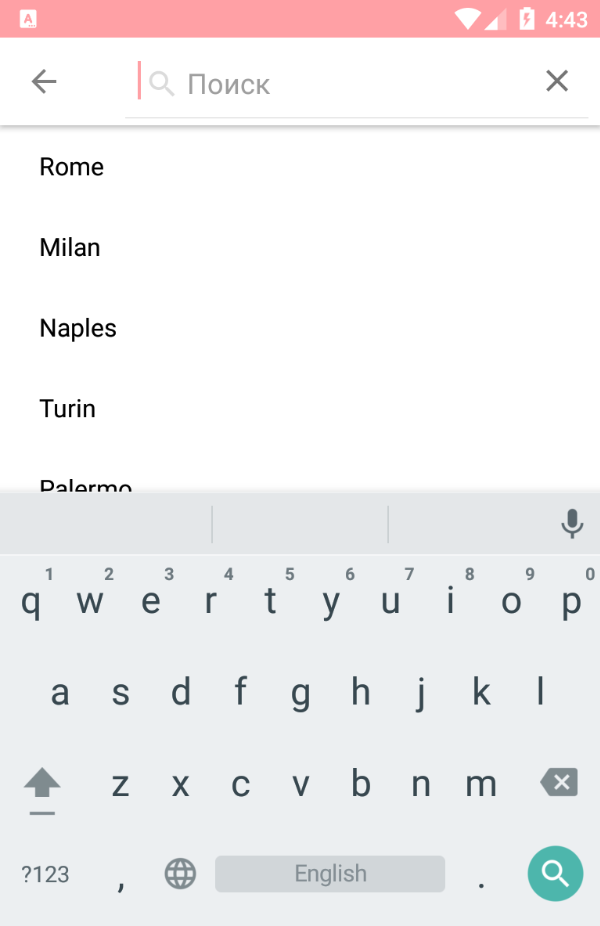 A
4:43
Поиск
Rome
Milan
Naples
Turin
Palermo
1 2 3 4 5 6 7 8 9 0
q w e r t y u i o p
a s d f g h j k l
z x c v b n m
?123 , English .